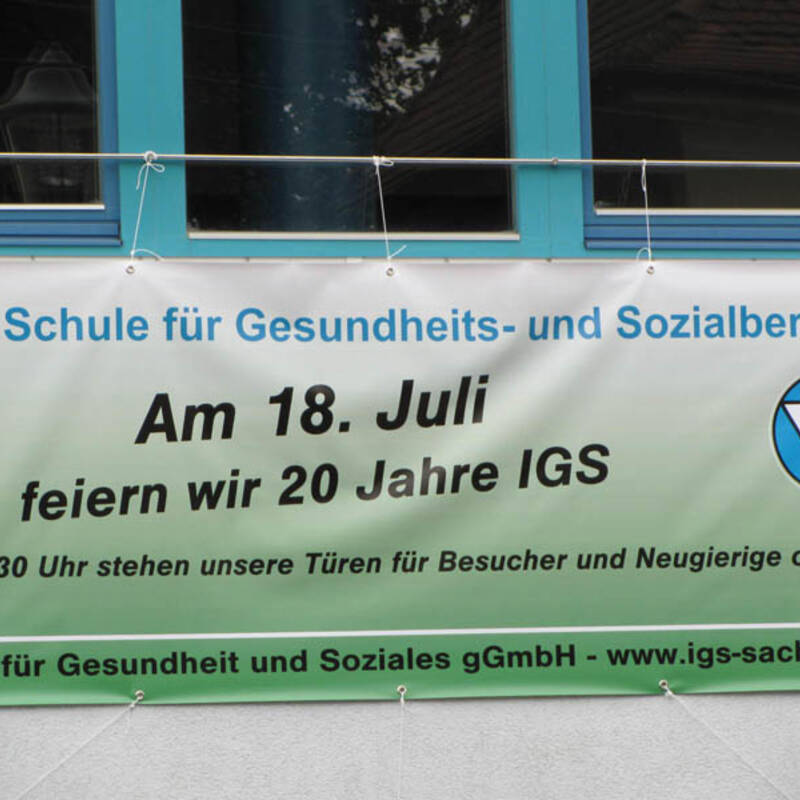 Schule für Gesundheits- und Sozialber
Am 18. Juli
feiern wir 20 Jahre IGS
30 Uhr stehen unsere Türen für Besucher und Neugierige
für Gesundheit und Soziales gGmbH - www.igs-sach